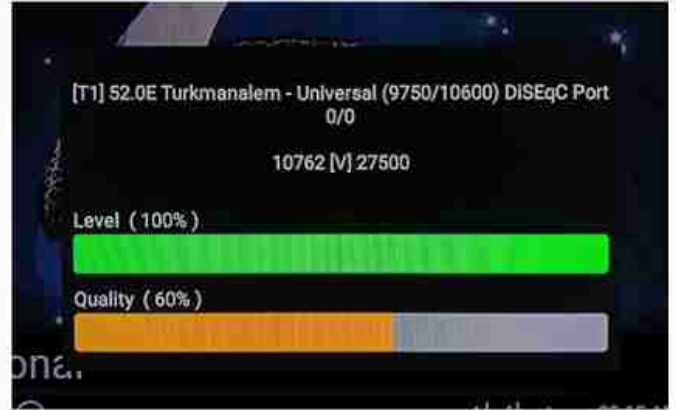 [T1] 52.0E Turkmanalem - Universal (9750/10600) DiSEqC Port
0/0
10762 [V] 27500
Level ( 100% )
Quality ( 60% )